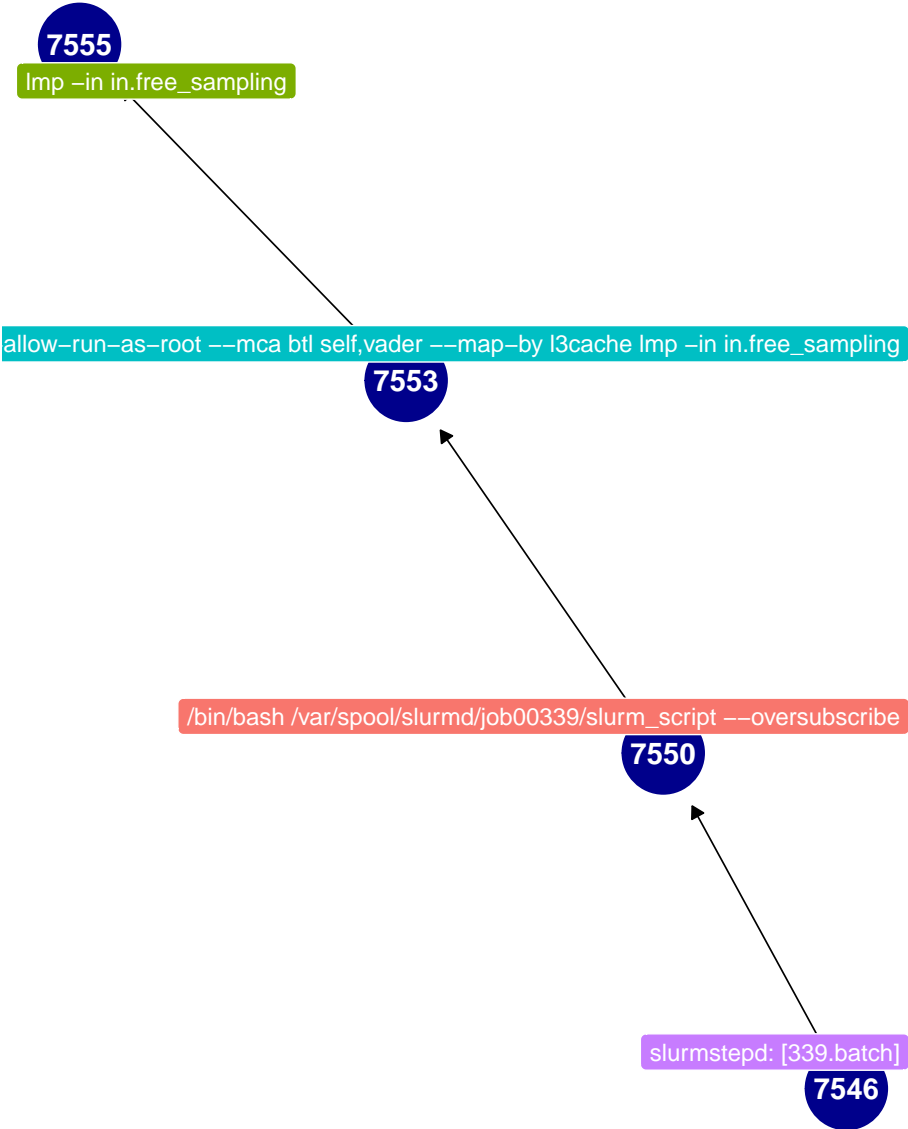 7555
lmp −in in.free_sampling
allow−run−as−root −−mca btl self,vader −−map−by l3cache lmp −in in.free_sampling
7553
/bin/bash /var/spool/slurmd/job00339/slurm_script −−oversubscribe
7550
slurmstepd: [339.batch]
7546